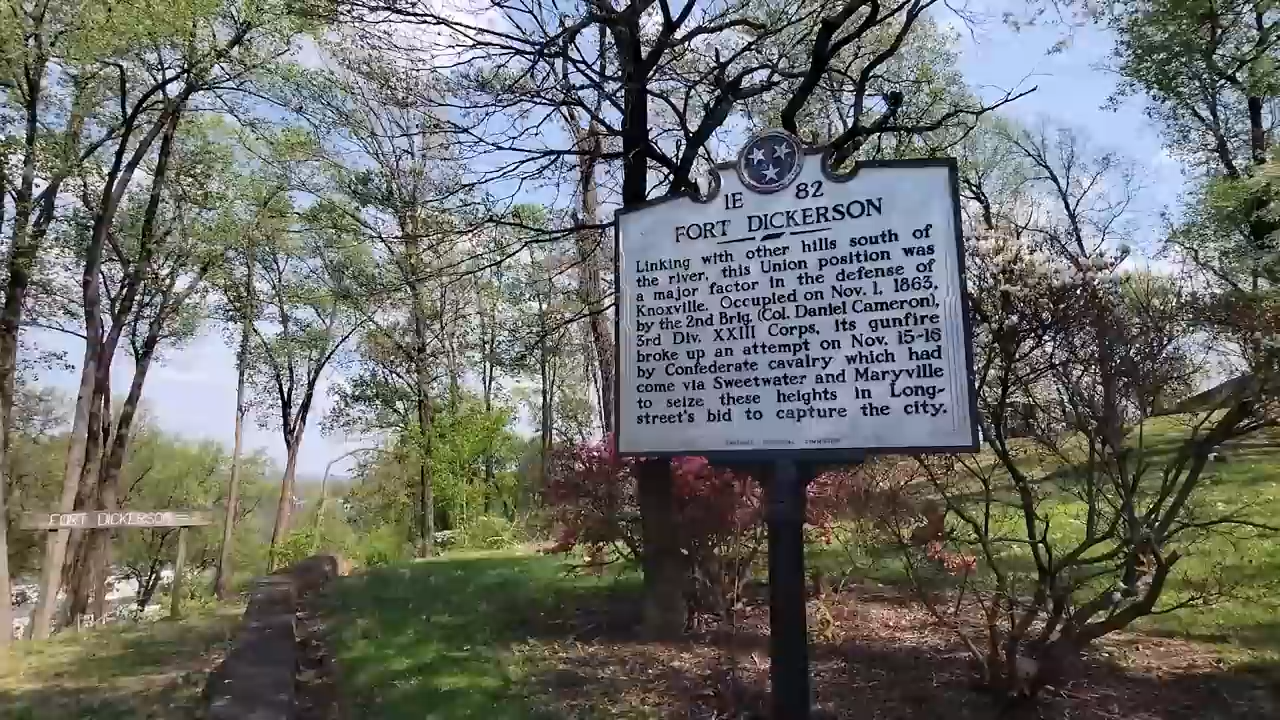 1E 82
FORT DICKERSON
Linking with other hills south of
the river, this Union position was
a major factor in the defense of
Knoxville. Occupied on Nov. 1, 1863,
by the 2nd Brig. (Col. Daniel Cameron),
3rd Div. XXIII Corps, its gunfire
broke up an attempt on Nov. 15-16
by Confederate cavalry which had
come via Sweetwater and Maryville
to seize these heights in Long-
street's bid to capture the city.
TENNESSEE HISTORICAL COMMISSION
FORT DICKERSON